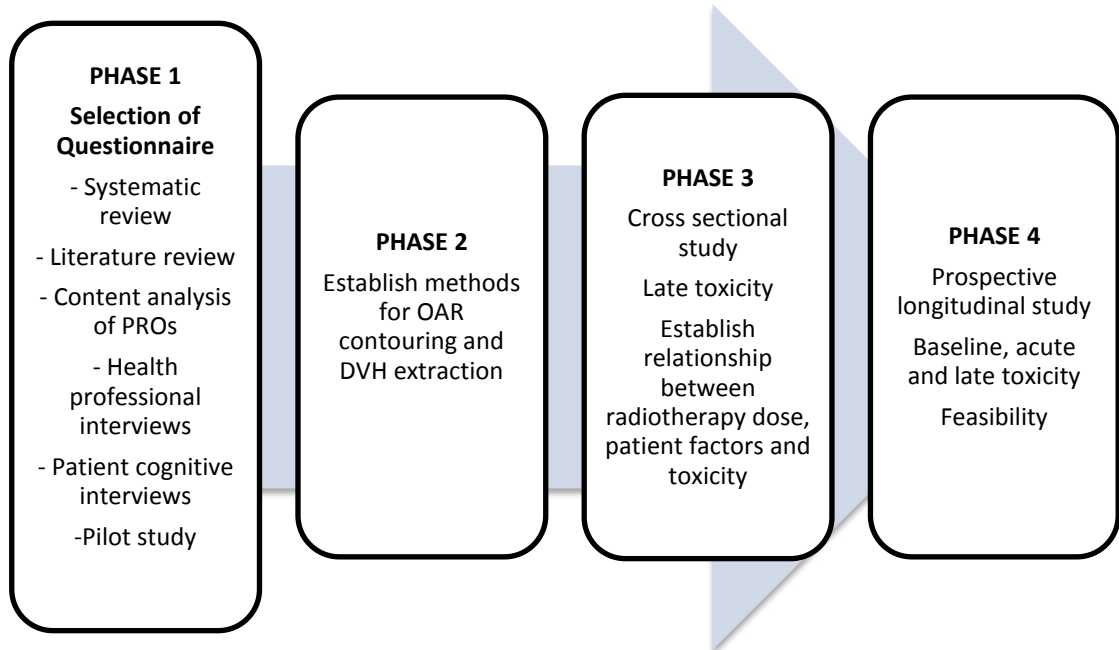 PHASE 1
Selection of
Questionnaire
- Systematic
review
- Literature review
- Content analysis
of PROs
- Health
professional
interviews
- Patient cognitive
interviews
-Pilot study
PHASE 2
Establish methods
for OAR
contouring and
DVH extraction
PHASE 3
Cross sectional
study
Late toxicity
Establish
relationship
between
radiotherapy dose,
patient factors and
toxicity
PHASE 4
Prospective
longitudinal study
Baseline, acute
and late toxicity
Feasibility